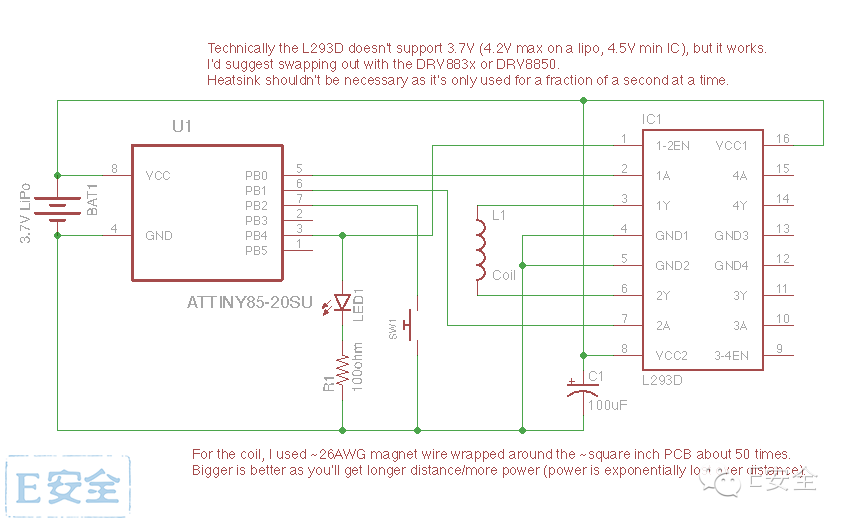 Technically the L293D doesn't support 3.7V (4.2V max on a lipo, 4.5V min IC), but it works.
I'd suggest swapping out with the DRV883x or DRV8850.
Heatsink shouldn't be necessary as it's only used for a fraction of a second at a time.
U1
IC1
8 VCC
4 GND
PB0 5
PB1 6
PB2 7
PB3 2
PB4 3
PB5 1
ATTINY85-20SU
3.7V LiPo
BAT1
LED1
R1
100ohm
SW1
L1
Coil
1 1-2EN VCC1 16
2 1A 4A 15
3 1Y 4Y 14
4 GND1 GND3 13
5 GND2 GND4 12
6 2Y 3Y 11
7 2A 3A 10
8 VCC2 3-4EN 9
L293D
+
C1
100uF
For the coil, I used ~26AWG magnet wire wrapped around the ~square inch PCB about 50 times.
Bigger is better as you'll get longer distance/more power (power is exponentially distance).
E安全
E安全